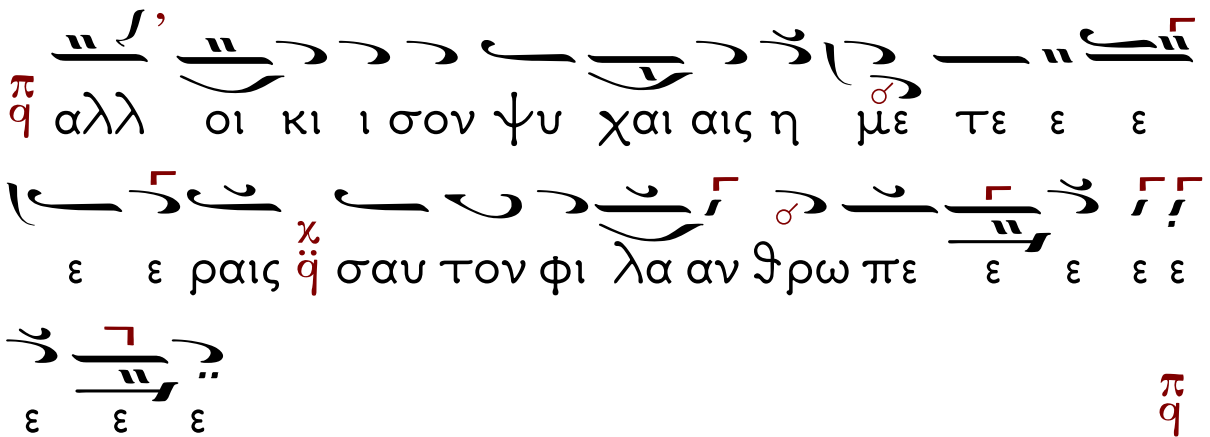 π
q αλλ οι κι ι σον ψυ χαι αις η με τε ε ε
ε ε ραις χ
q̈ σαυ τον φι λα αν θρω πε ε ε ε ε
ε ε ε π
q